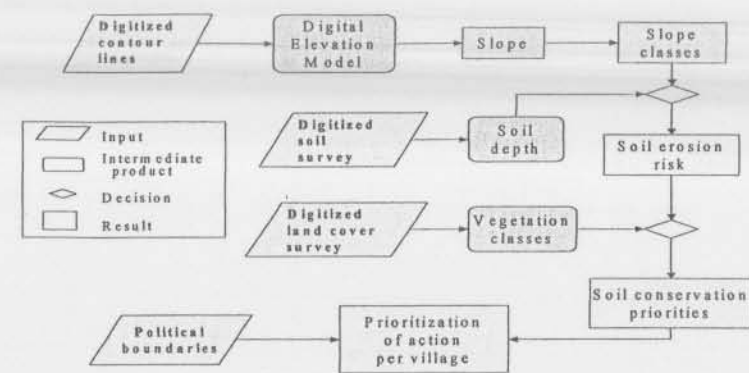 Digitized
contour
lines
Digital
Elevation
Model
Slope
Slope
classes
Digitized
soil
survey
Soil
depth
Soil erosion
risk
Input
Intermediate
product
Decision
Result
Digitized
land cover
survey
Vegetation
classes
Soil conservation
priorities
Political
boundaries
Prioritization
of action
per village